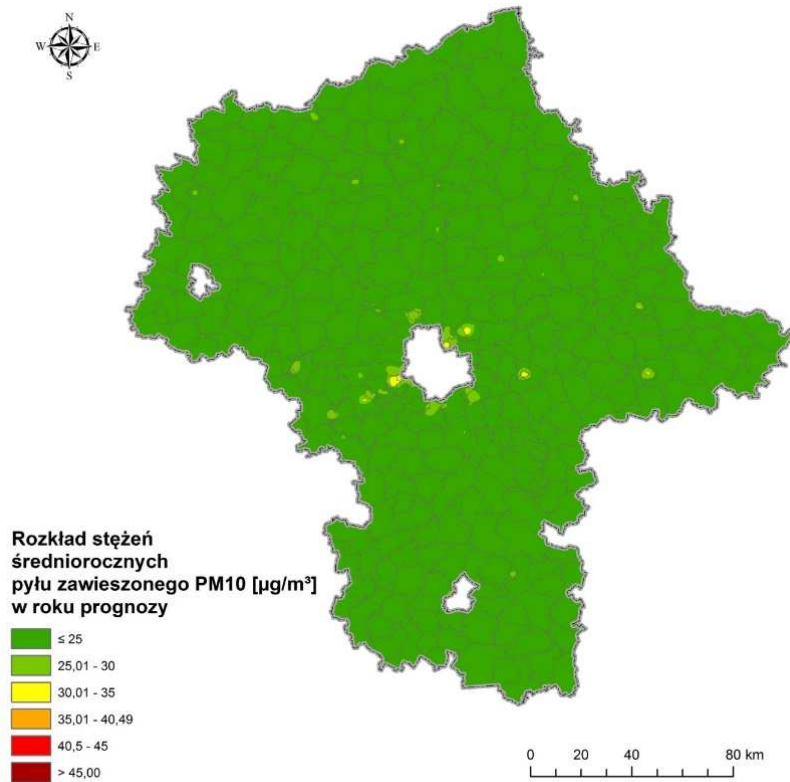 N
W E
S
Rozkład stężeń
średniorocznych
pyłu zawieszonego PM10 [µg/m³]
w roku prognozy
≤ 25
25,01 - 30
30,01 - 35
35,01 - 40,49
40,5 - 45
> 45,00
0 20 40 80 km